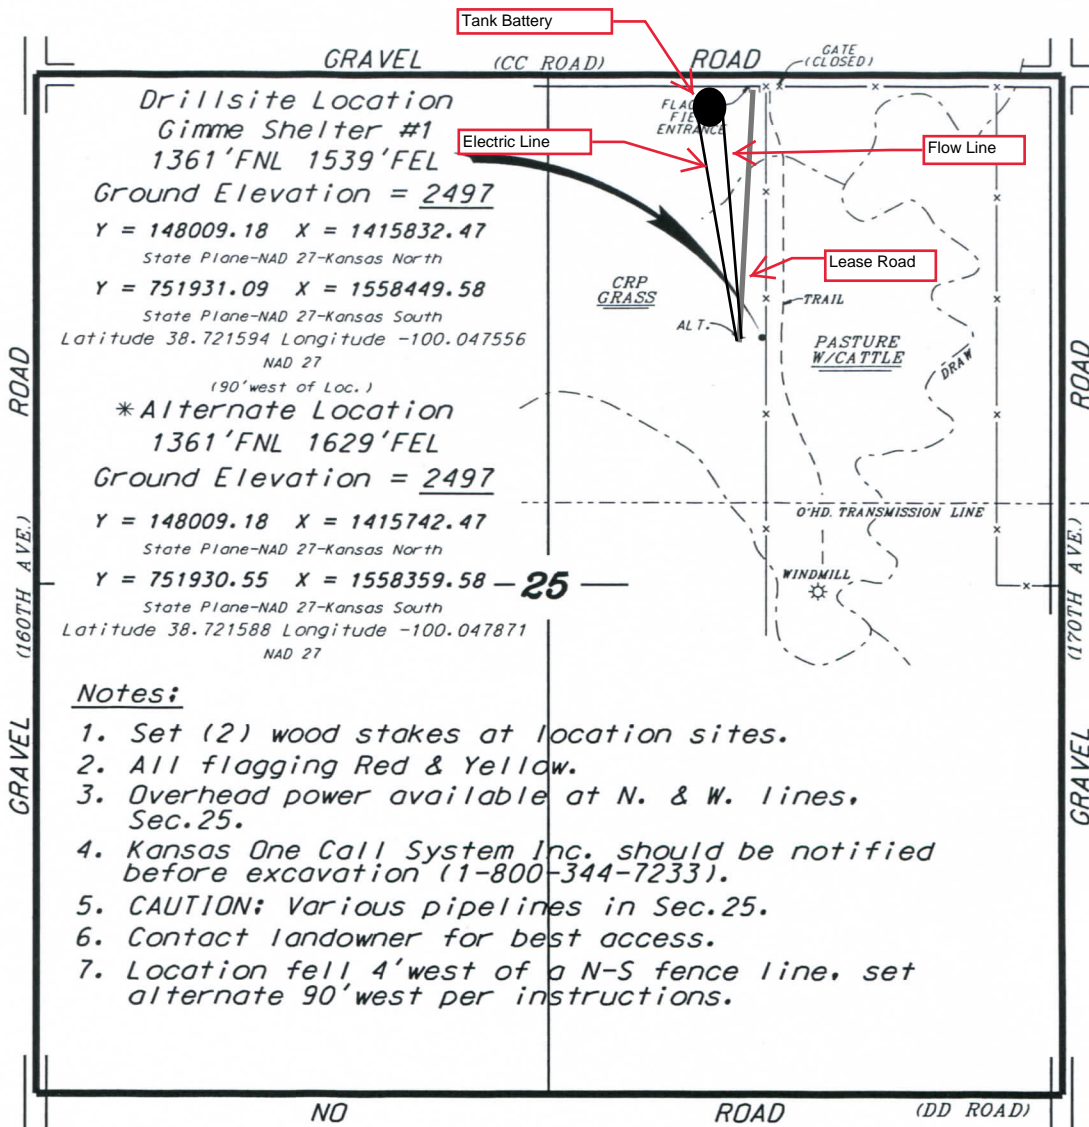 Tank Battery
GRAVEL (CC ROAD) ROAD
GATE
(CLOSED)
Drillsite Location
Gimme Shelter #1
1361'FNL 1539'FEL
Ground Elevation = 2497
Y = 148009.18 X = 1415832.47
State Plane-NAD 27-Kansas North
Y = 751931.09 X = 1558449.58
State Plane-NAD 27-Kansas South
Latitude 38.721594 Longitude -100.047556
NAD 27
(90'west of Loc.)
* Alternate Location
1361'FNL 1629'FEL
Ground Elevation = 2497
Y = 148009.18 X = 1415742.47
State Plane-NAD 27-Kansas North
Y = 751930.55 X = 1558359.58
State Plane-NAD 27-Kansas South
Latitude 38.721588 Longitude -100.047871
NAD 27
ENTRANCE
Electric Line
Flow Line
Lease Road
CRP
GRASS
TRAIL
ALT.
PASTURE
W/CATTLE
DRAW
O'HD. TRANSMISSION LINE
WINDMILL
25
GRAVEL (160TH AVE.) ROAD
GRAVEL (170TH AVE.) ROAD
Notes:
1. Set (2) wood stakes at location sites.
2. All flagging Red & Yellow.
3. Overhead power available at N. & W. lines,
Sec.25.
4. Kansas One Call System Inc. should be notified
before excavation (1-800-344-7233).
5. CAUTION: Various pipelines in Sec.25.
6. Contact landowner for best access.
7. Location fell 4'west of a N-S fence line, set
alternate 90'west per instructions.
NO ROAD (DD ROAD)